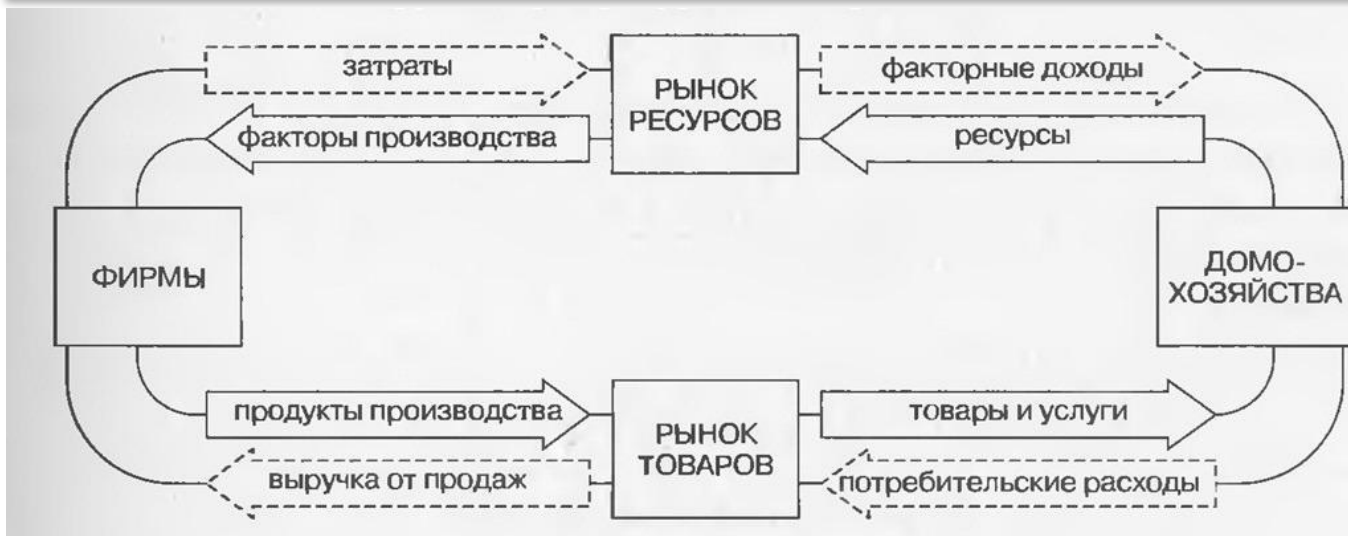 затраты
РЫНОК
РЕСУРСОВ
факторные доходы
факторы производства
ресурсы
ФИРМЫ
ДОМО-
ХОЗЯЙСТВА
продукты производства
РЫНОК
ТОВАРОВ
товары и услуги
выручка от продаж
потребительские расходы